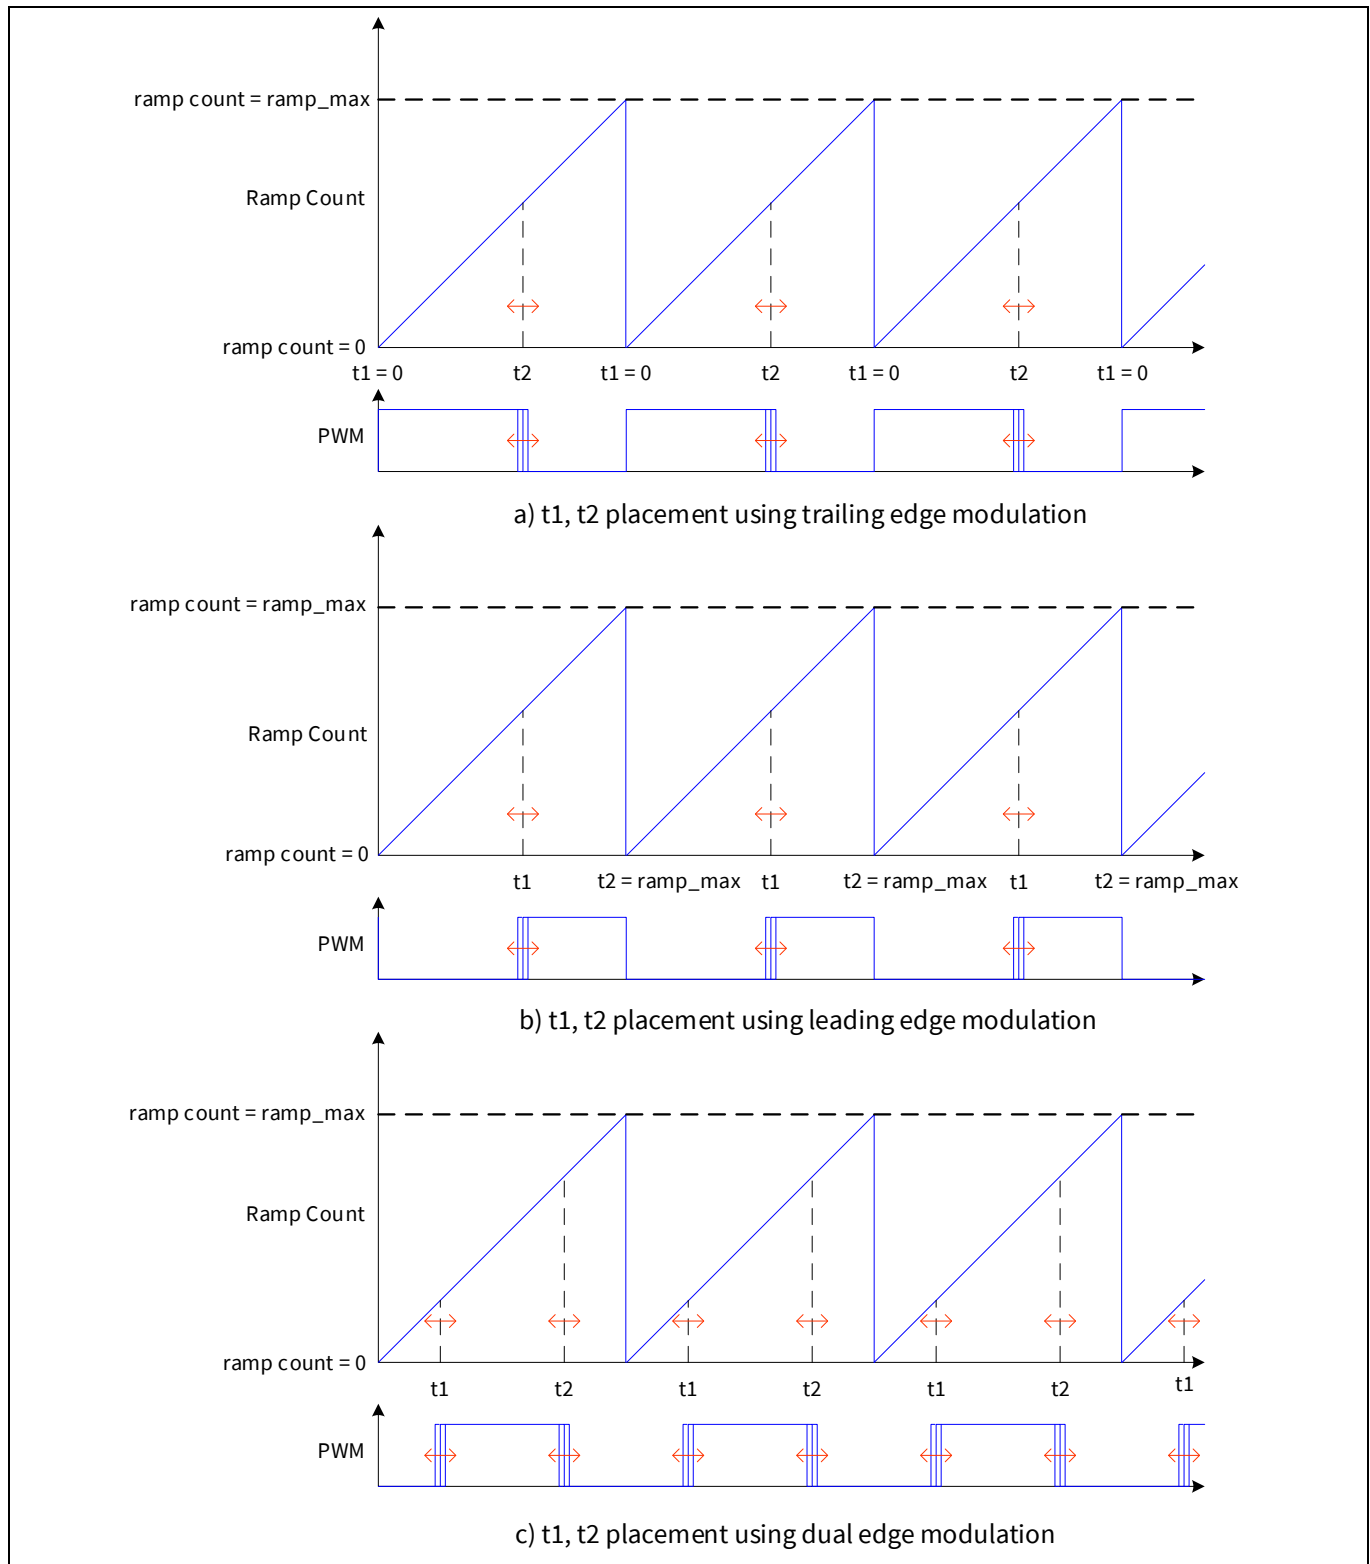 ramp count = ramp_max
Ramp Count
ramp count = 0
t1 = 0 t2 t1 = 0 t2 t1 = 0 t2 t1 = 0
PWM
a) t1, t2 placement using trailing edge modulation
ramp count = ramp_max
Ramp Count
ramp count = 0
t1 t2 = ramp_max t1 t2 = ramp_max t1 t2 = ramp_max
PWM
b) t1, t2 placement using leading edge modulation
ramp count = ramp_max
Ramp Count
ramp count = 0
t1 t2 t1 t2 t1 t2 t1
PWM
c) t1, t2 placement using dual edge modulation